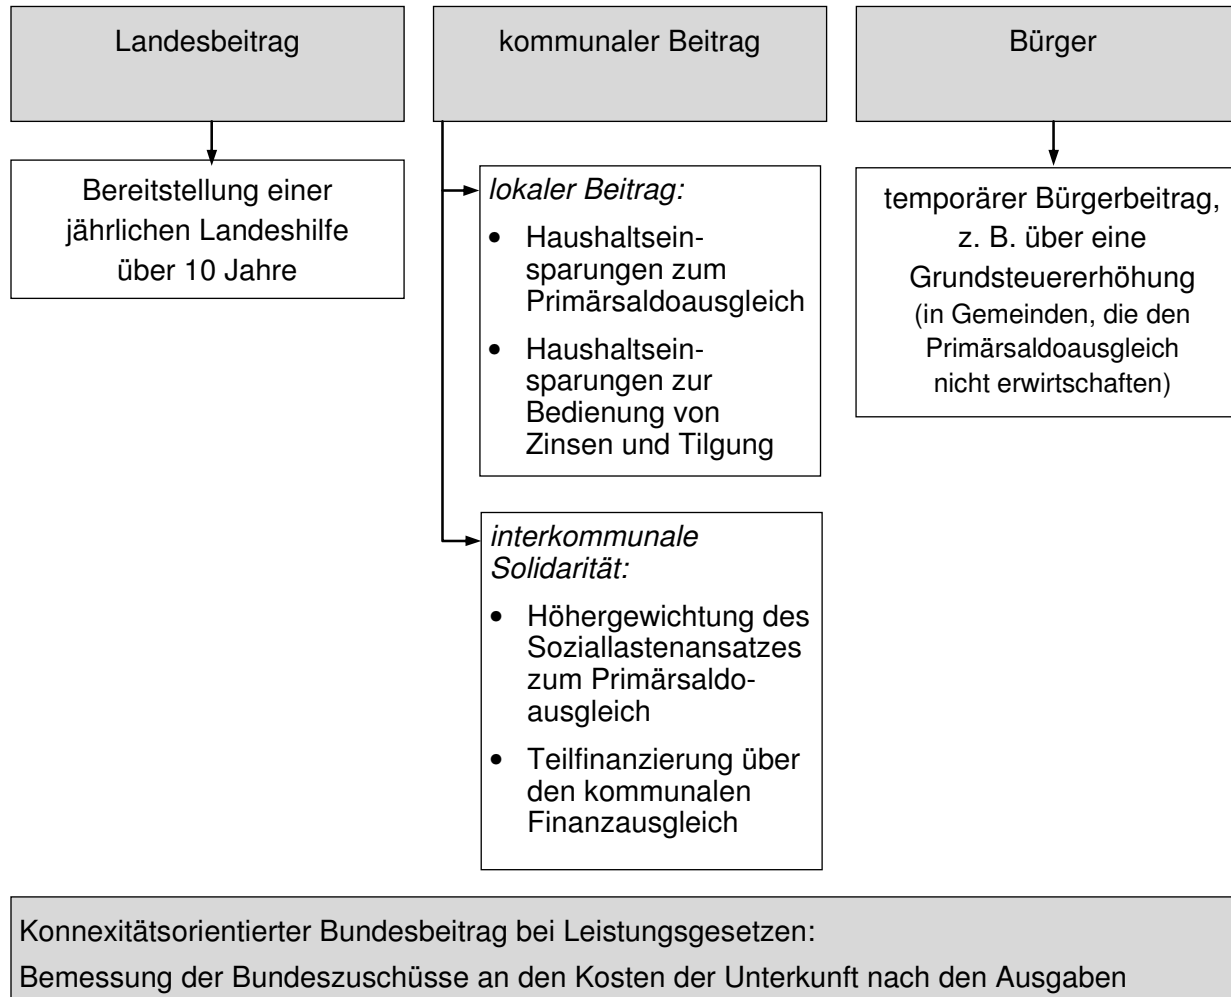 Landesbeitrag
Bereitstellung einer
jährlichen Landeshilfe
über 10 Jahre
kommunaler Beitrag
lokaler Beitrag:
• Haushaltsein-
sparungen zum
Primärsaldoausgleich
• Haushaltsein-
sparungen zur
Bedienung von
Zinsen und Tilgung
interkommunale
Solidarität:
• Höhergewichtung des
Soziallastenansatzes
zum Primärsaldo-
ausgleich
• Teilfinanzierung über
den kommunalen
Finanzausgleich
Bürger
temporärer Bürgerbeitrag,
z. B. über eine
Grundsteuererhöhung
(in Gemeinden, die den
Primärsaldoausgleich
nicht erwirtschaften)
Konnexitätsorientierter Bundesbeitrag bei Leistungsgesetzen:
Bemessung der Bundeszuschüsse an den Kosten der Unterkunft nach den Ausgaben